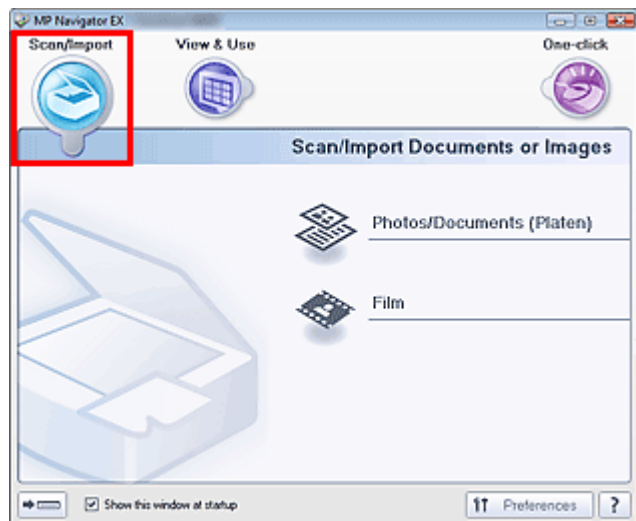 MP Navigator EX
Scan/Import View & Use One-click
Scan/Import Documents or Images
Photos/Documents (Platen)
Film
Show this window at startup
Preferences ?